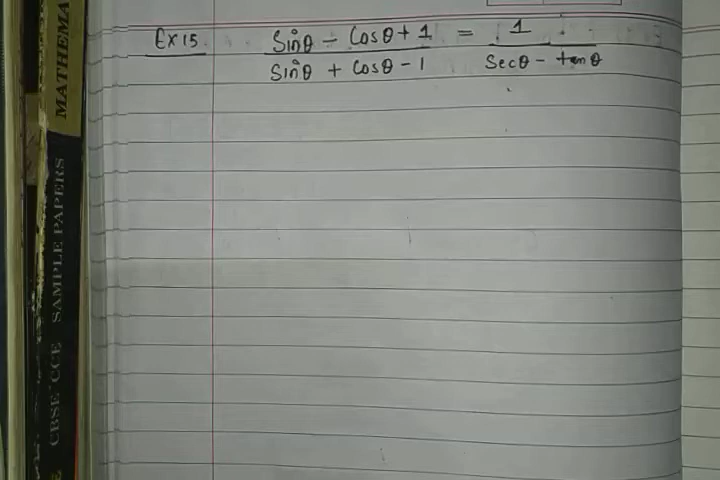 MATHEMA
CBSE CCE SAMPLE PAPERS
Ex 15. Sinθ - Cosθ + 1 = 1
Sinθ + Cosθ - 1 Secθ - tanθ